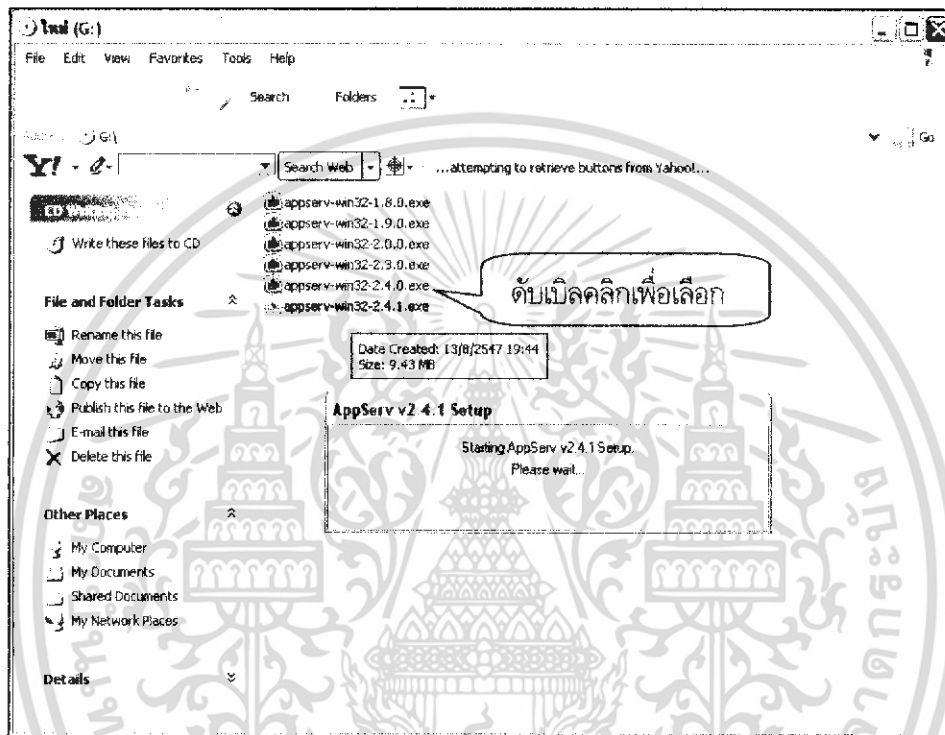 ใหม่ (G:)
File Edit View Favorites Tools Help
Search Folders
G:\ Go
Y! Search Web ...attempting to retrieve buttons from Yahoo!...
Write these files to CD
appserv-win32-1.8.0.exe
appserv-win32-1.9.0.exe
appserv-win32-2.0.0.exe
appserv-win32-2.3.0.exe
appserv-win32-2.4.0.exe
appserv-win32-2.4.1.exe
ดับเบิลคลิกเพื่อเลือก
Date Created: 13/8/2547 19:44
Size: 9.43 MB
File and Folder Tasks
Rename this file
Move this file
Copy this file
Publish this file to the Web
E-mail this file
Delete this file
AppServ v2.4.1 Setup
Starting AppServ v2.4.1 Setup.
Please wait...
Other Places
My Computer
My Documents
Shared Documents
My Network Places
Details